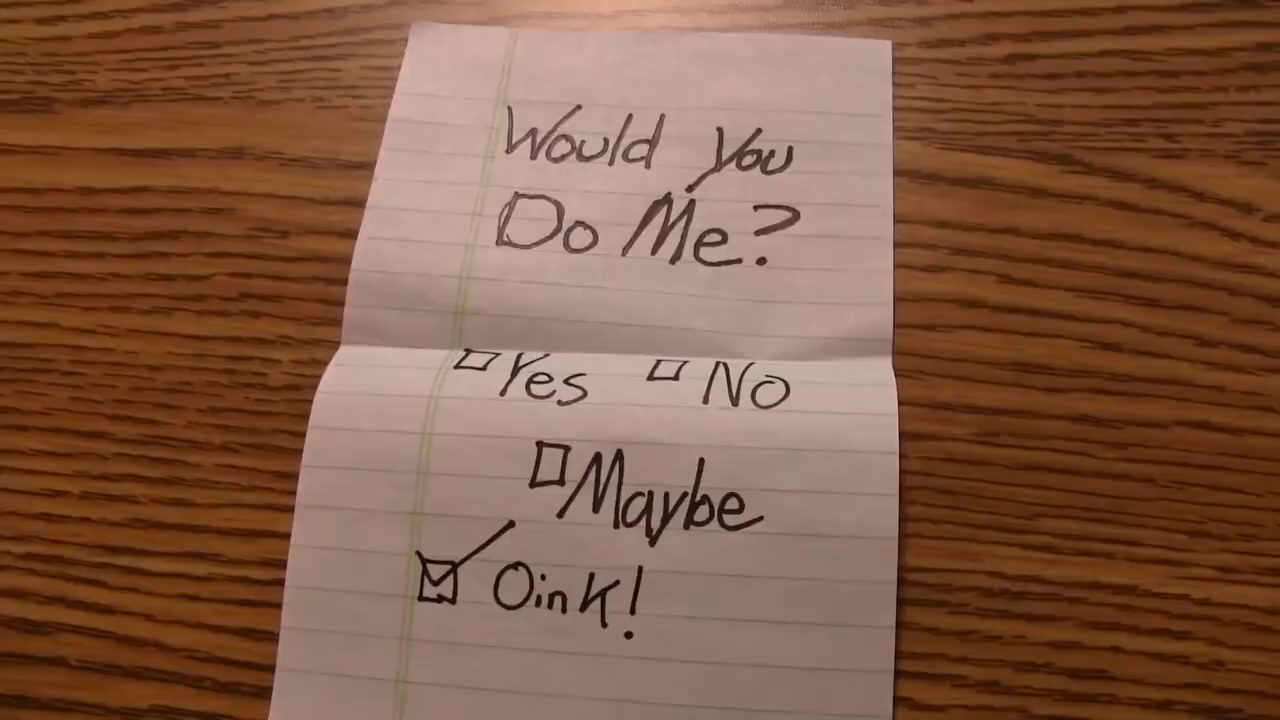 Would You
Do Me?
☐ Yes ☐ No
☐ Maybe
☑ Oink!